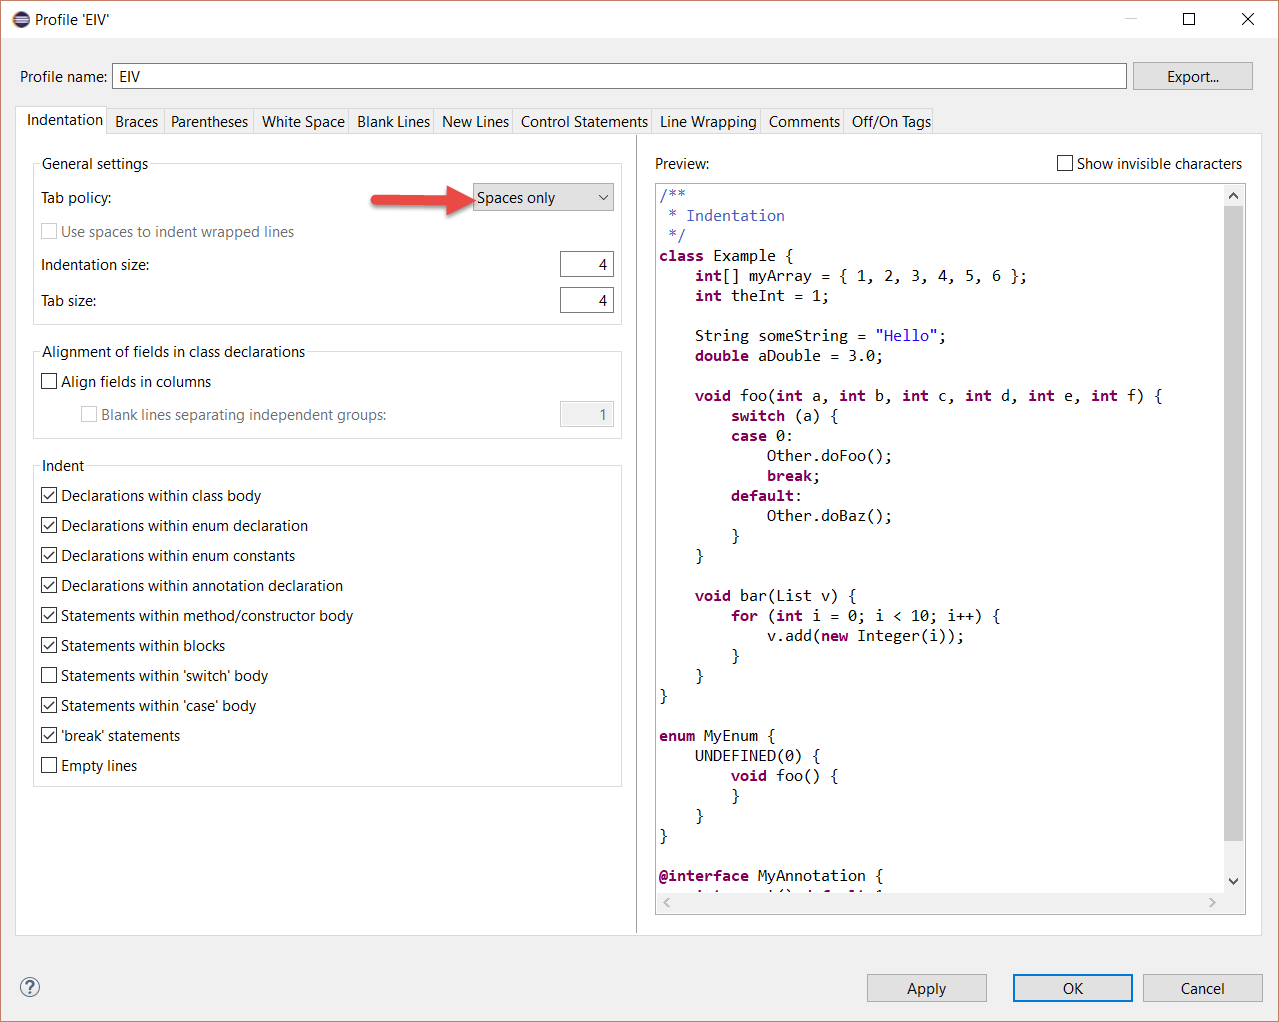 Profile 'EIV'
Profile name: EIV Export...
Indentation Braces Parentheses White Space Blank Lines New Lines Control Statements Line Wrapping Comments Off/On Tags
General settings
Tab policy: Spaces only
Use spaces to indent wrapped lines
Indentation size: 4
Tab size: 4
Alignment of fields in class declarations
Align fields in columns
Blank lines separating independent groups: 1
Indent
Declarations within class body
Declarations within enum declaration
Declarations within enum constants
Declarations within annotation declaration
Statements within method/constructor body
Statements within blocks
Statements within 'switch' body
Statements within 'case' body
'break' statements
Empty lines
Preview: Show invisible characters
/**
 * Indentation
 */
class Example {
    int[] myArray = { 1, 2, 3, 4, 5, 6 };
    int theInt = 1;
    String someString = "Hello";
    double aDouble = 3.0;
    void foo(int a, int b, int c, int d, int e, int f) {
        switch (a) {
        case 0:
            Other.doFoo();
            break;
        default:
            Other.doBaz();
        }
    }
    void bar(List v) {
        for (int i = 0; i < 10; i++) {
            v.add(new Integer(i));
        }
    }
}
enum MyEnum {
    UNDEFINED(0) {
        void foo() {
        }
    }
}
@interface MyAnnotation {
? Apply OK Cancel